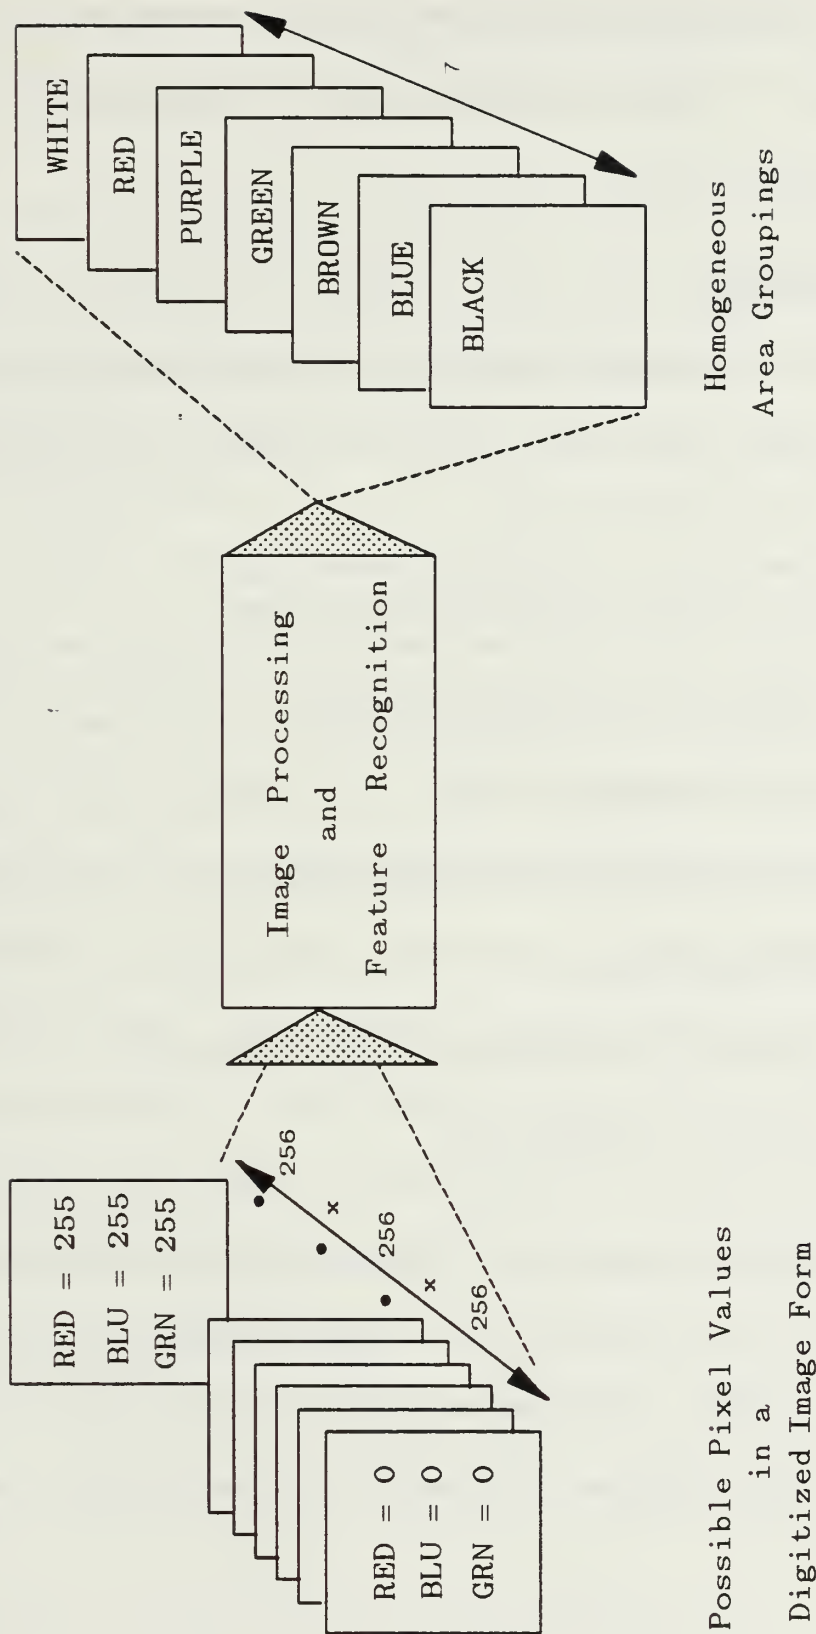 RED = 255
BLU = 255
GRN = 255
RED = 0
BLU = 0
GRN = 0
256
x
256
x
256
Possible Pixel Values
in a
Digitized Image Form
Image Processing
and
Feature Recognition
WHITE
RED
PURPLE
GREEN
BROWN
BLUE
BLACK
7
Homogeneous
Area Groupings